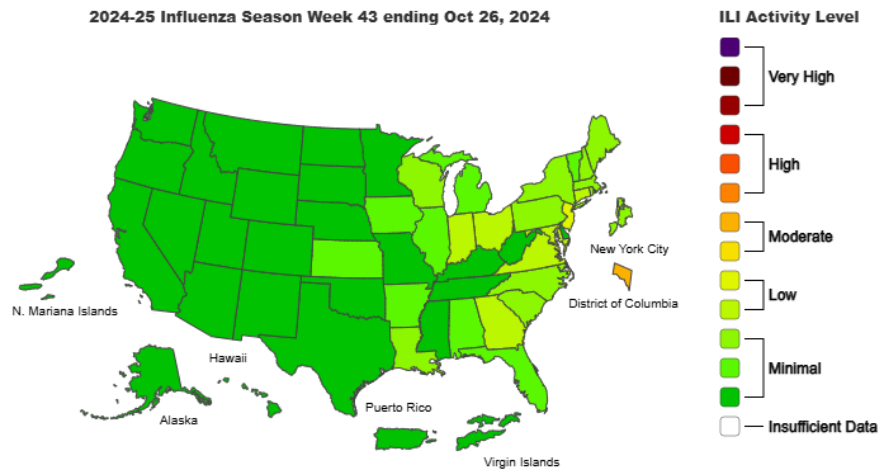 2024-25 Influenza Season Week 43 ending Oct 26, 2024
ILI Activity Level
Very High
High
Moderate
Low
Minimal
Insufficient Data
New York City
District of Columbia
N. Mariana Islands
Hawaii
Alaska
Puerto Rico
Virgin Islands